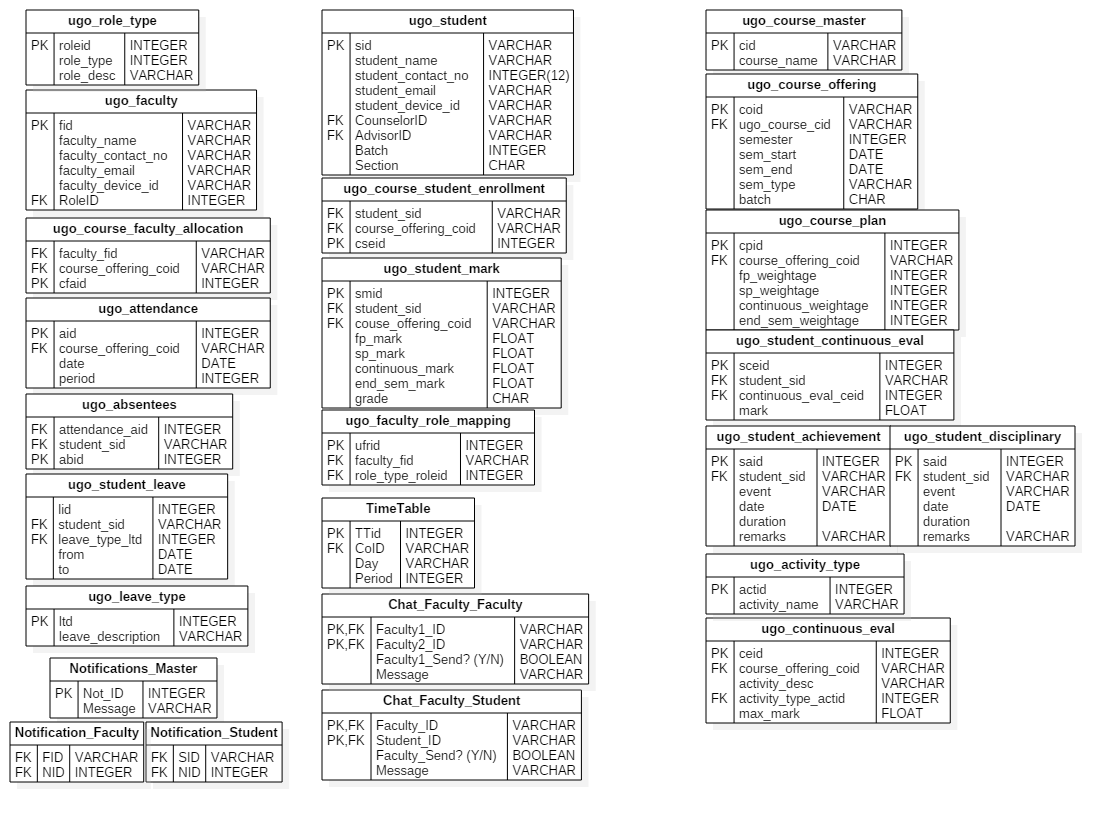 ugo_role_type
PK roleid INTEGER
role_type INTEGER
role_desc VARCHAR
ugo_faculty
PK fid VARCHAR
faculty_name VARCHAR
faculty_contact_no VARCHAR
faculty_email VARCHAR
faculty_device_id VARCHAR
FK RoleID INTEGER
ugo_course_faculty_allocation
FK faculty_fid VARCHAR
FK course_offering_coid VARCHAR
PK cfaid INTEGER
ugo_attendance
PK aid INTEGER
FK course_offering_coid VARCHAR
date DATE
period INTEGER
ugo_absentees
FK attendance_aid INTEGER
FK student_sid VARCHAR
PK abid INTEGER
ugo_student_leave
lid INTEGER
FK student_sid VARCHAR
FK leave_type_ltd INTEGER
from DATE
to DATE
ugo_leave_type
PK ltd INTEGER
leave_description VARCHAR
Notifications_Master
PK Not_ID INTEGER
Message VARCHAR
Notification_Faculty
FK FID VARCHAR
FK NID INTEGER
Notification_Student
FK SID VARCHAR
FK NID INTEGER
ugo_student
PK sid VARCHAR
student_name VARCHAR
student_contact_no INTEGER(12)
student_email VARCHAR
student_device_id VARCHAR
FK CounselorID VARCHAR
FK AdvisorID VARCHAR
Batch INTEGER
Section CHAR
ugo_course_student_enrollment
FK student_sid VARCHAR
FK course_offering_coid VARCHAR
PK cseid INTEGER
ugo_student_mark
PK smid INTEGER
FK student_sid VARCHAR
FK couse_offering_coid VARCHAR
fp_mark FLOAT
sp_mark FLOAT
continuous_mark FLOAT
end_sem_mark FLOAT
grade CHAR
ugo_faculty_role_mapping
PK ufrid INTEGER
FK faculty_fid VARCHAR
FK role_type_roleid INTEGER
TimeTable
PK TTid INTEGER
FK CoID VARCHAR
Day VARCHAR
Period INTEGER
Chat_Faculty_Faculty
PK,FK Faculty1_ID VARCHAR
PK,FK Faculty2_ID VARCHAR
Faculty1_Send? (Y/N) BOOLEAN
Message VARCHAR
Chat_Faculty_Student
PK,FK Faculty_ID VARCHAR
PK,FK Student_ID VARCHAR
Faculty_Send? (Y/N) BOOLEAN
Message VARCHAR
ugo_course_master
PK cid VARCHAR
course_name VARCHAR
ugo_course_offering
PK coid VARCHAR
FK ugo_course_cid VARCHAR
semester INTEGER
sem_start DATE
sem_end DATE
sem_type VARCHAR
batch CHAR
ugo_course_plan
PK cpid INTEGER
FK course_offering_coid VARCHAR
fp_weightage INTEGER
sp_weightage INTEGER
continuous_weightage INTEGER
end_sem_weightage INTEGER
ugo_student_continuous_eval
PK sceid INTEGER
FK student_sid VARCHAR
FK continuous_eval_ceid INTEGER
mark FLOAT
ugo_student_achievement
PK said INTEGER
FK student_sid VARCHAR
event VARCHAR
date DATE
duration
remarks VARCHAR
ugo_student_disciplinary
PK said INTEGER
FK student_sid VARCHAR
event VARCHAR
date DATE
duration
remarks VARCHAR
ugo_activity_type
PK actid INTEGER
activity_name VARCHAR
ugo_continuous_eval
PK ceid INTEGER
FK course_offering_coid VARCHAR
activity_desc VARCHAR
FK activity_type_actid INTEGER
max_mark FLOAT